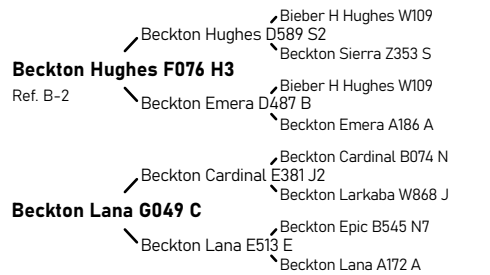 Bieber H Hughes W109
Beckton Hughes D589 S2
Beckton Sierra Z353 S
Beckton Hughes F076 H3
Ref. B-2
Bieber H Hughes W109
Beckton Emera D487 B
Beckton Emera A186 A
Beckton Cardinal B074 N
Beckton Cardinal E381 J2
Beckton Larkaba W868 J
Beckton Lana G049 C
Beckton Epic B545 N7
Beckton Lana E513 E
Beckton Lana A172 A